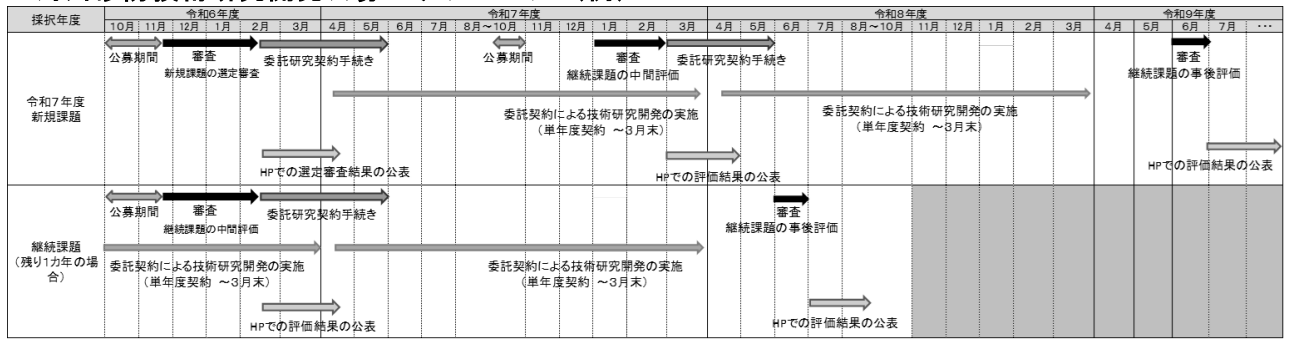 採択年度
令和6年度
令和7年度
令和8年度
令和9年度
10月 11月 12月 1月 2月 3月 4月 5月 6月 7月 8月～10月 11月 12月 1月 2月 3月 4月 5月 6月 7月 8月～10月 11月 12月 1月 2月 3月 4月 5月 6月 7月 ･･･
令和7年度
新規課題
公募期間
審査
新規課題の選定審査
委託研究契約手続き
公募期間
審査
継続課題の中間評価
委託研究契約手続き
審査
継続課題の事後評価
委託契約による技術研究開発の実施
（単年度契約 ～3月末）
委託契約による技術研究開発の実施
（単年度契約 ～3月末）
HPでの選定審査結果の公表
HPでの評価結果の公表
HPでの評価結果の公表
継続課題
（残り1カ年の場
合）
公募期間
審査
継続課題の中間評価
委託研究契約手続き
審査
継続課題の事後評価
委託契約による技術研究開発の実施
（単年度契約 ～3月末）
委託契約による技術研究開発の実施
（単年度契約 ～3月末）
HPでの評価結果の公表
HPでの評価結果の公表